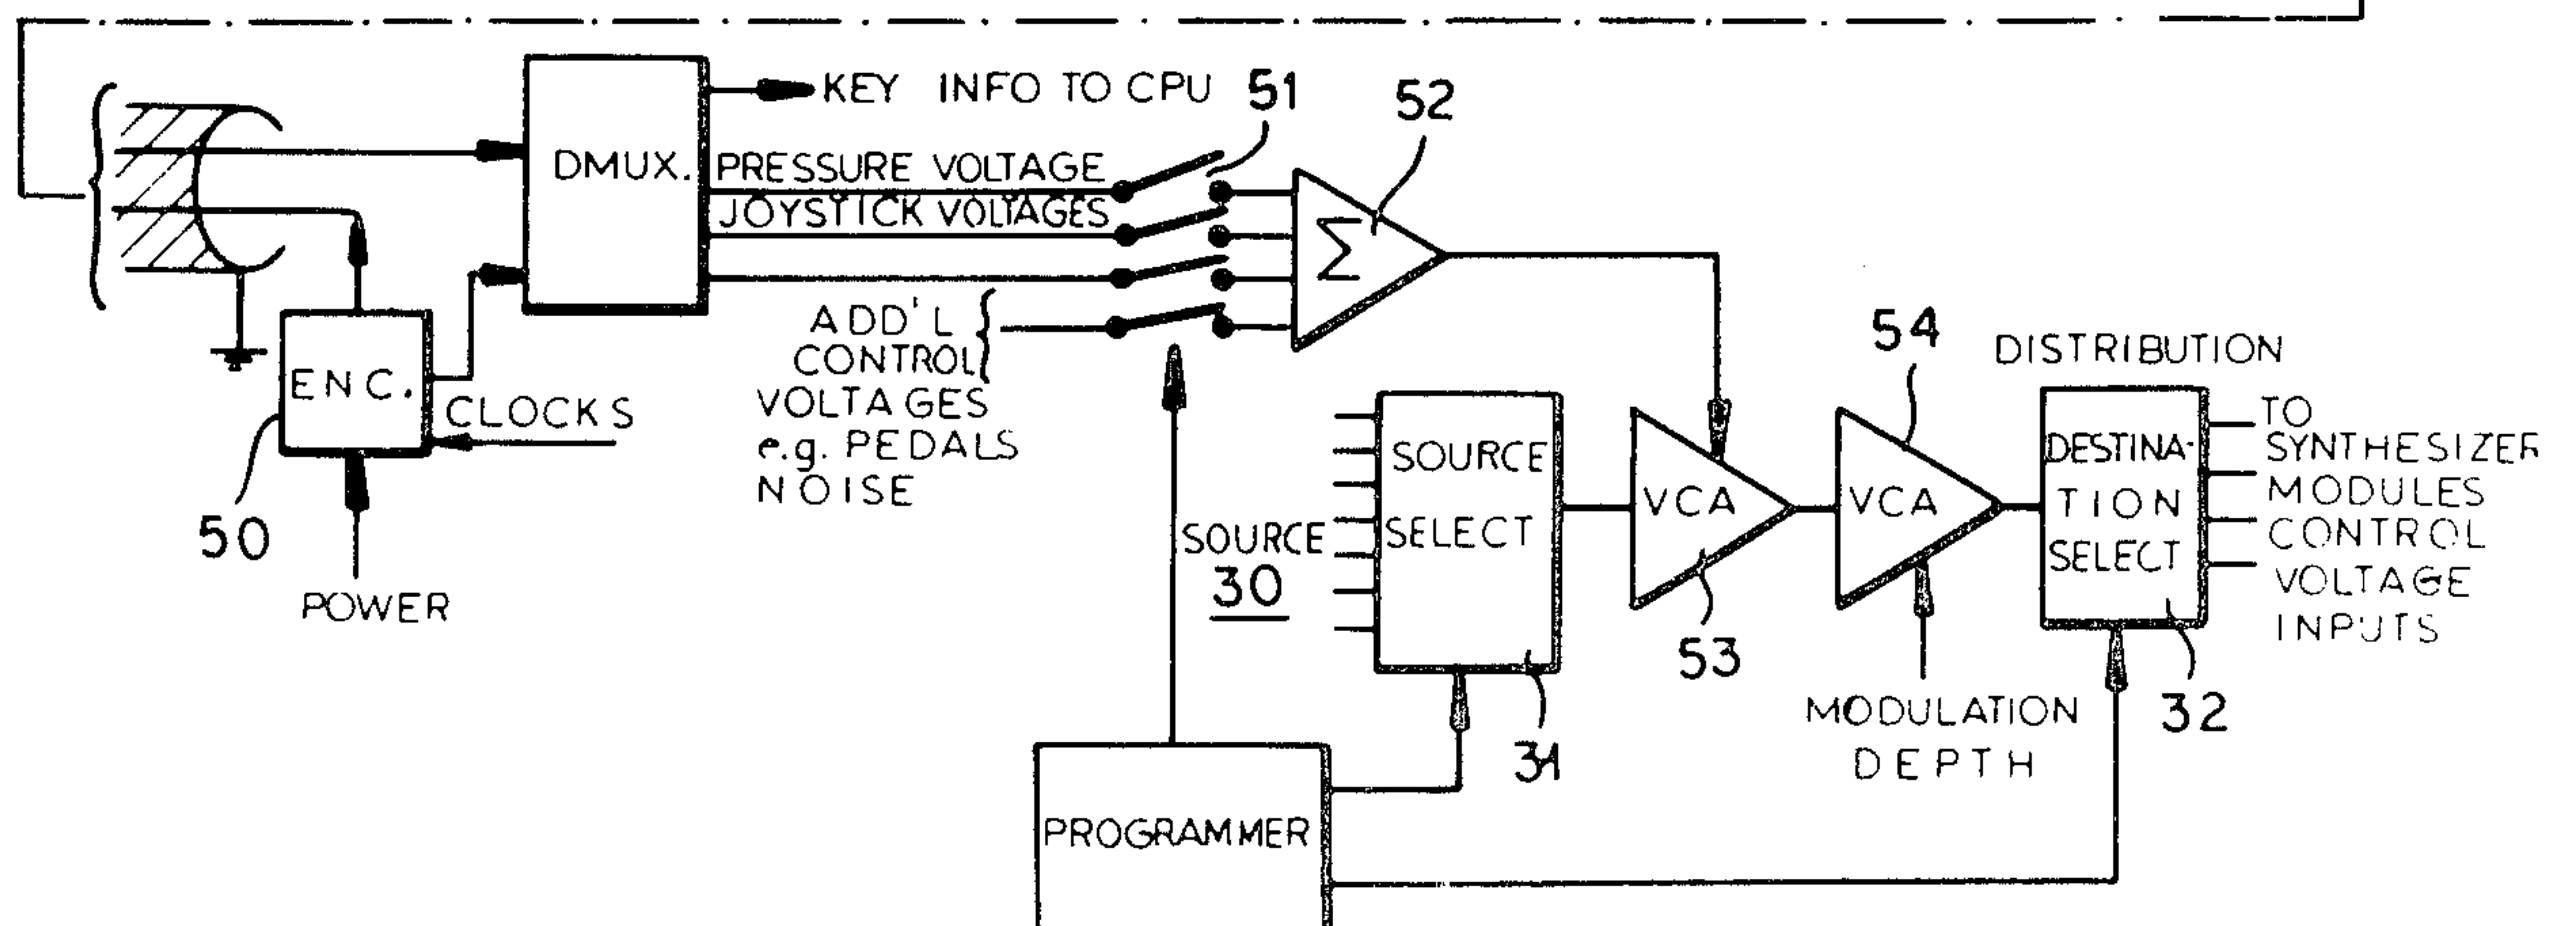 KEY INFO TO CPU
51
52
DMUX.
PRESSURE VOLTAGE
JOYSTICK VOLTAGES
Σ
ADD'L
CONTROL
VOLTAGES
e.g. PEDALS
NOISE
ENC.
CLOCKS
50
POWER
54
DISTRIBUTION
SOURCE
SELECT
SOURCE
30
VCA
VCA
DESTINA-
TION
SELECT
TO
SYNTHESIZER
MODULES
CONTROL
VOLTAGE
INPUTS
53
31
32
MODULATION
DEPTH
PROGRAMMER